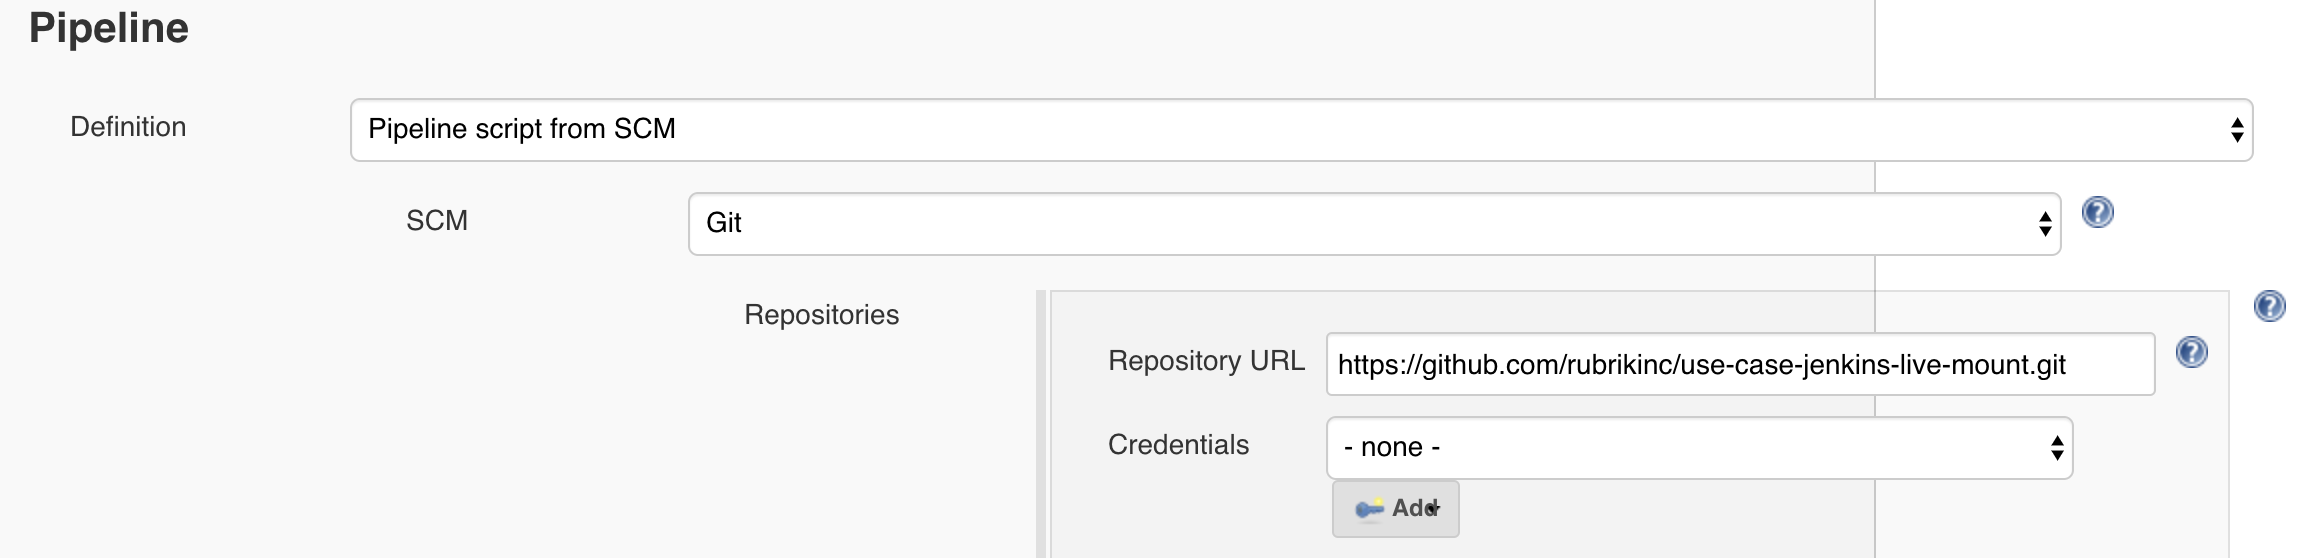 Pipeline
Definition
Pipeline script from SCM
SCM
Git
?
Repositories
?
Repository URL
https://github.com/rubrikinc/use-case-jenkins-live-mount.git
?
Credentials
- none -
Add